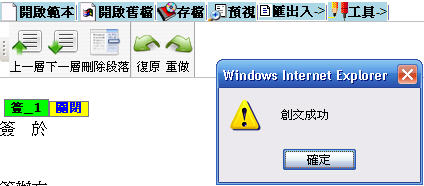 開啟範本 開啟舊檔 存檔 預視 匯出入-> 工具->
上一層 下一層 刪除段落 復原 重做
Windows Internet Explorer
創文成功
確定
簽_1 關閉
簽 於